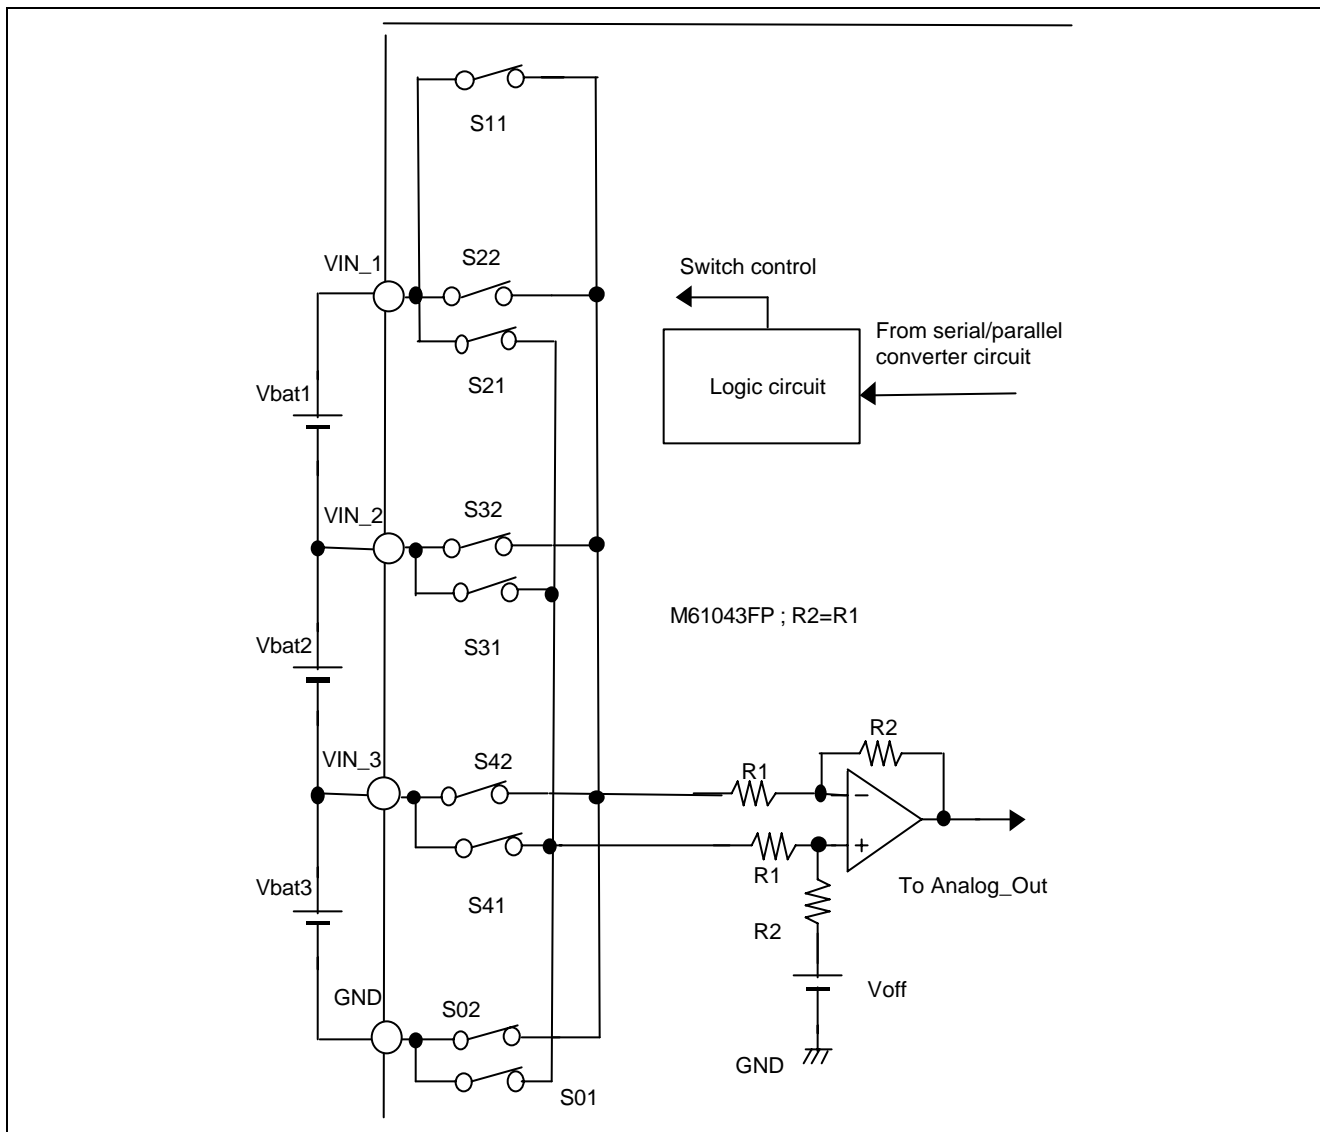 S11
VIN_1
S22
Switch control
From serial/parallel
converter circuit
Logic circuit
S21
Vbat1
VIN_2
S32
M61043FP ; R2=R1
S31
Vbat2
R2
VIN_3
S42
R1
−
+
R1
To Analog_Out
Vbat3
S41
R2
GND
S02
Voff
GND
S01